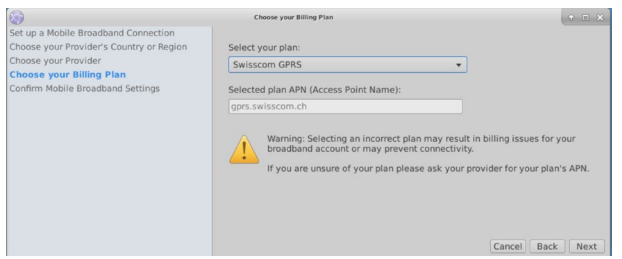 Choose your Billing Plan
Set up a Mobile Broadband Connection
Choose your Provider's Country or Region
Choose your Provider
Choose your Billing Plan
Confirm Mobile Broadband Settings
Select your plan:
Swisscom GPRS
Selected plan APN (Access Point Name):
gprs.swisscom.ch
Warning: Selecting an incorrect plan may result in billing issues for your
broadband account or may prevent connectivity.
If you are unsure of your plan please ask your provider for your plan's APN.
Cancel Back Next